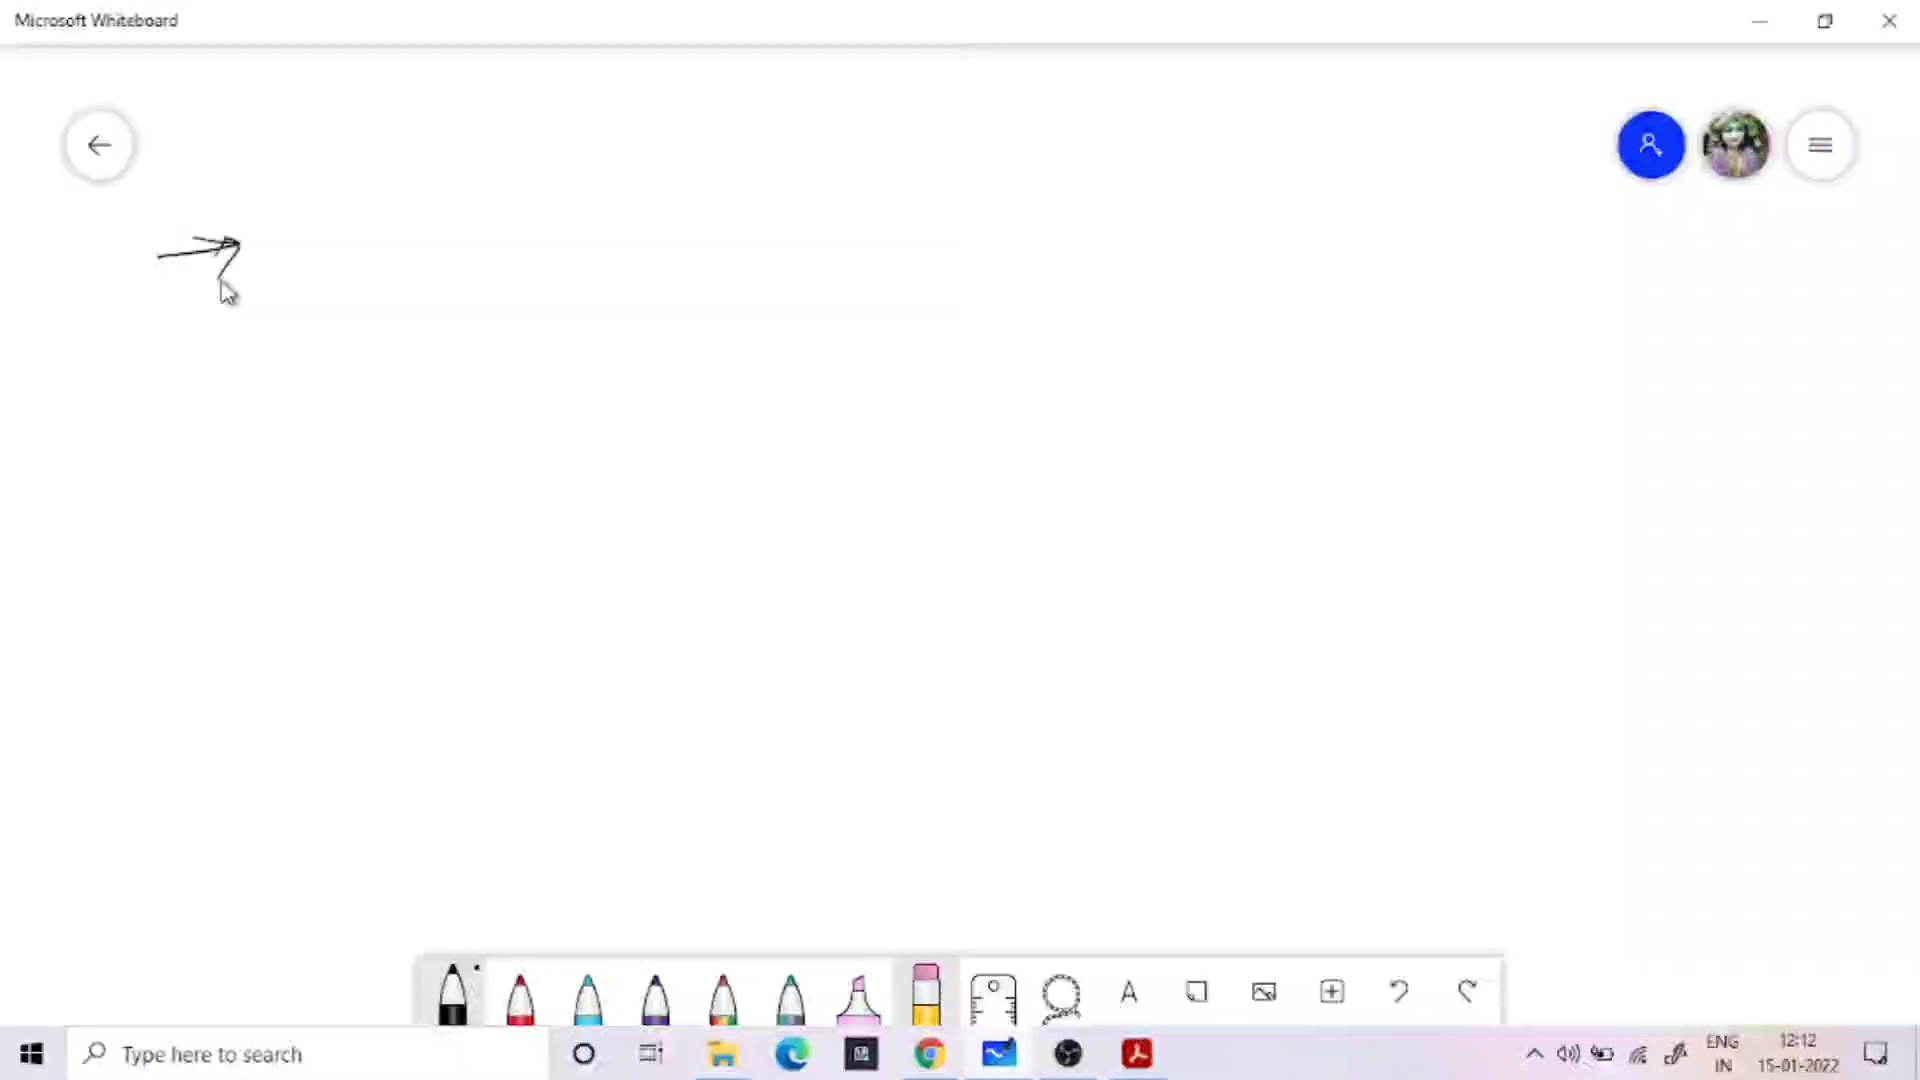 Microsoft Whiteboard
Type here to search
ENG
IN
12:12
15-01-2022